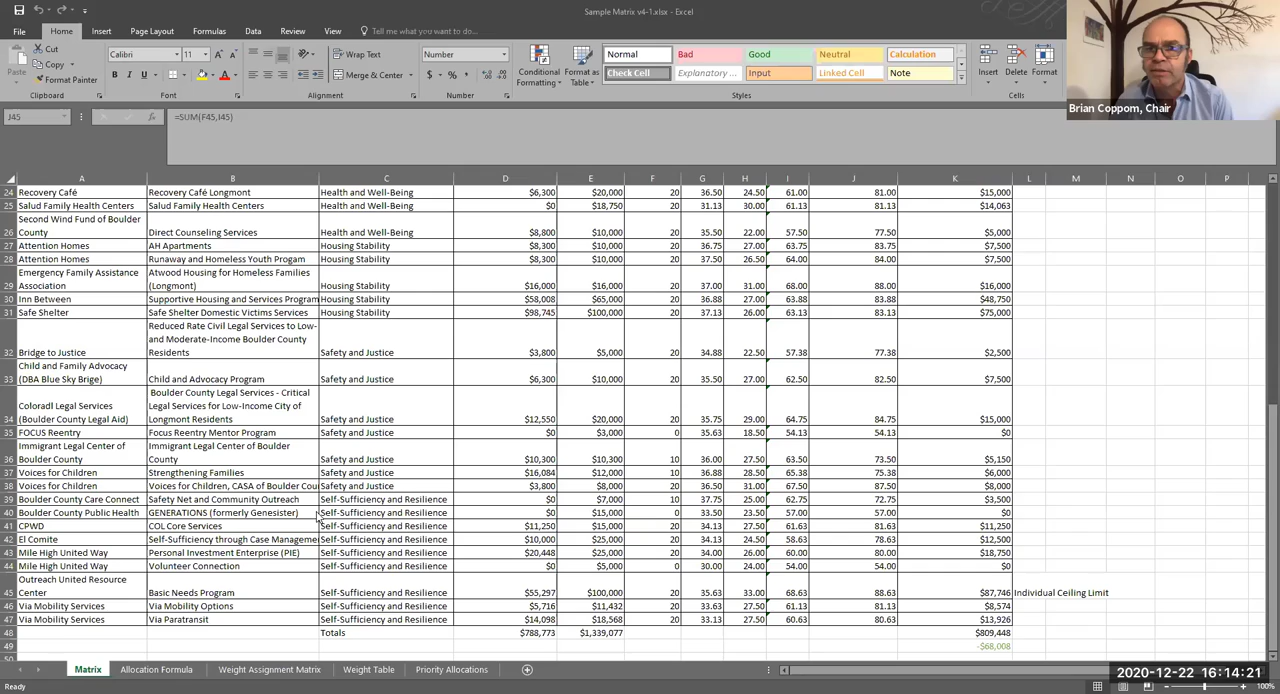 Sample Matrix v4-1.xlsx - Excel
File Home Insert Page Layout Formulas Data Review View Tell me what you want to do...
Cut
Copy
Format Painter
Paste
Clipboard
Calibri 11
B I U
Font
Wrap Text
Merge & Center
Alignment
Number
$ % ,
Number
Conditional Formatting
Format as Table
Normal Bad Good Neutral Calculation
Check Cell Explanatory ... Input Linked Cell Note
Styles
Insert Delete Format
Cells
Brian Coppom, Chair
J45 fx =SUM(F45,I45)
A B C D E F G H I J K L M N O P
24 Recovery Café Recovery Café Longmont Health and Well-Being $6,300 $20,000 20 36.50 24.50 61.00 81.00 $15,000
25 Salud Family Health Centers Salud Family Health Centers Health and Well-Being $0 $18,750 20 31.13 30.00 61.13 81.13 $14,063
Second Wind Fund of Boulder
26 County Direct Counseling Services Health and Well-Being $8,800 $10,000 20 35.50 22.00 57.50 77.50 $5,000
27 Attention Homes AH Apartments Housing Stability $8,300 $10,000 20 36.75 27.00 63.75 83.75 $7,500
28 Attention Homes Runaway and Homeless Youth Progam Housing Stability $8,300 $10,000 20 37.50 26.50 64.00 84.00 $7,500
Emergency Family Assistance Atwood Housing for Homeless Families
29 Association (Longmont) Housing Stability $16,000 $16,000 20 37.00 31.00 68.00 88.00 $16,000
30 Inn Between Supportive Housing and Services Program Housing Stability $58,008 $65,000 20 36.88 27.00 63.88 83.88 $48,750
31 Safe Shelter Safe Shelter Domestic Victims Services Housing Stability $98,745 $100,000 20 37.13 26.00 63.13 83.13 $75,000
Reduced Rate Civil Legal Services to Low-
and Moderate-Income Boulder County
32 Bridge to Justice Residents Safety and Justice $3,800 $5,000 20 34.88 22.50 57.38 77.38 $2,500
Child and Family Advocacy
33 (DBA Blue Sky Brige) Child and Advocacy Program Safety and Justice $6,300 $10,000 20 35.50 27.00 62.50 82.50 $7,500
Boulder County Legal Services - Critical
Coloradl Legal Services Legal Services for Low-Income City of
34 (Boulder County Legal Aid) Longmont Residents Safety and Justice $12,550 $20,000 20 35.75 29.00 64.75 84.75 $15,000
35 FOCUS Reentry Focus Reentry Mentor Program Safety and Justice $0 $3,000 0 35.63 18.50 54.13 54.13 $0
Immigrant Legal Center of Immigrant Legal Center of Boulder
36 Boulder County County Safety and Justice $10,300 $10,300 10 36.00 27.50 63.50 73.50 $5,150
37 Voices for Children Strengthening Families Safety and Justice $16,084 $12,000 10 36.88 28.50 65.38 75.38 $6,000
38 Voices for Children Voices for Children, CASA of Boulder Cou Safety and Justice $3,800 $8,000 20 36.50 31.00 67.50 87.50 $6,000
39 Boulder County Care Connect Safety Net and Community Outreach Self-Sufficiency and Resilience $0 $7,000 10 37.75 25.00 62.75 72.75 $3,500
40 Boulder County Public Health GENERATIONS (formerly Genesister) Self-Sufficiency and Resilience $0 $15,000 0 33.50 23.50 57.00 57.00 $0
41 CPWD COL Core Services Self-Sufficiency and Resilience $11,250 $15,000 20 34.13 27.50 61.63 81.63 $11,250
42 El Comite Self-Sufficiency through Case Manageme Self-Sufficiency and Resilience $10,000 $25,000 20 34.13 24.50 58.63 78.63 $12,500
43 Mile High United Way Personal Investment Enterprise (PIE) Self-Sufficiency and Resilience $20,448 $25,000 20 34.00 26.00 60.00 80.00 $18,750
44 Mile High United Way Volunteer Connection Self-Sufficiency and Resilience $0 $5,000 0 30.00 24.00 54.00 54.00 $0
Outreach United Resource
45 Center Basic Needs Program Self-Sufficiency and Resilience $55,297 $100,000 20 35.63 33.00 68.63 88.63 $87,746 Individual Ceiling Limit
46 Via Mobility Services Via Mobility Options Self-Sufficiency and Resilience $5,716 $11,432 20 33.63 27.50 61.13 81.13 $8,574
47 Via Mobility Services Via Paratransit Self-Sufficiency and Resilience $14,098 $18,568 20 33.13 27.50 60.63 80.63 $13,926
48 Totals $788,773 $1,339,077 $809,448
49 -$68,008
50
Matrix Allocation Formula Weight Assignment Matrix Weight Table Priority Allocations
2020-12-22 16:14:21
Ready 100%